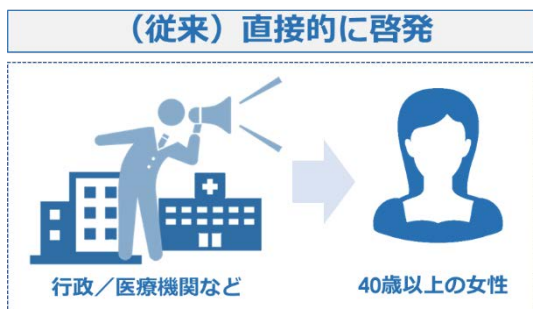 （従来）直接的に啓発
行政／医療機関など
40歳以上の女性